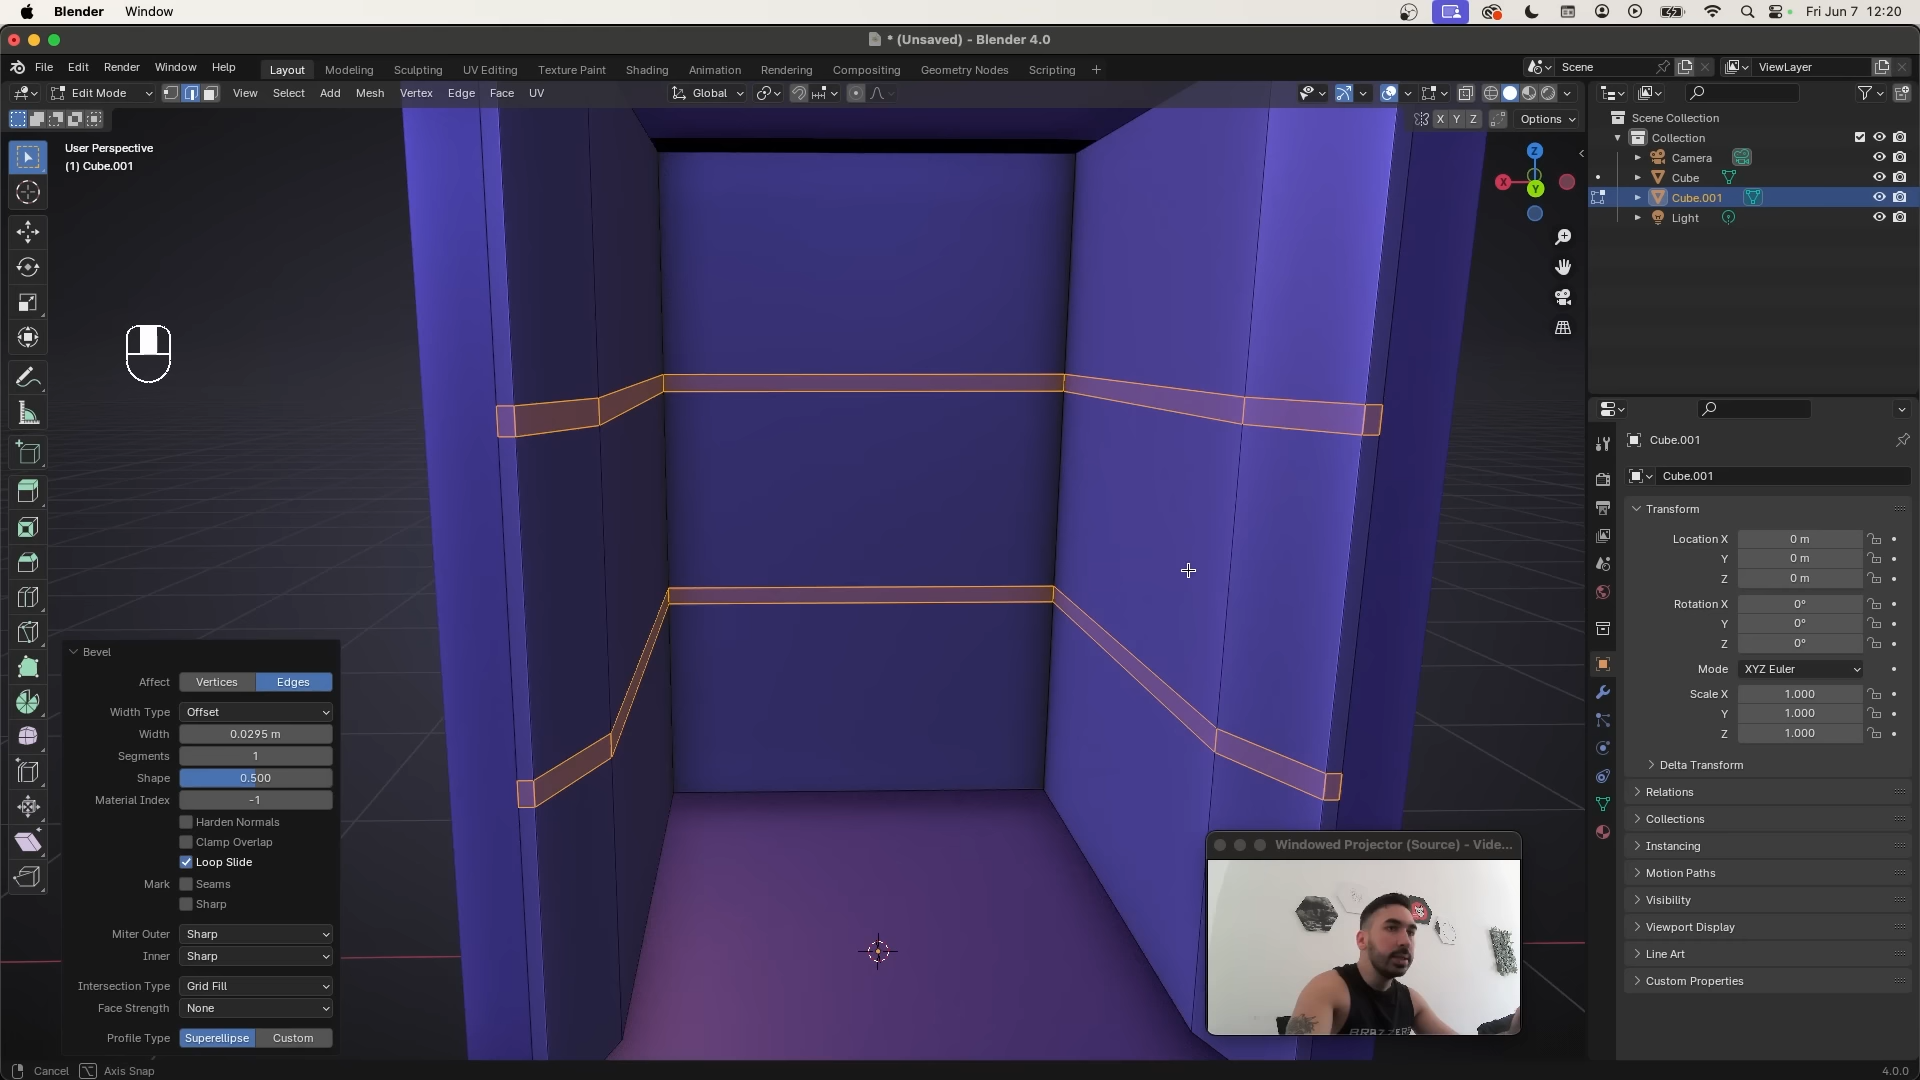 Blender Window Fri Jun 7 12:20
* (Unsaved) - Blender 4.0
File Edit Render Window Help Layout Modeling Sculpting UV Editing Texture Paint Shading Animation Rendering Compositing Geometry Nodes Scripting + Scene ViewLayer
Edit Mode View Select Add Mesh Vertex Edge Face UV Global
X Y Z Options
User Perspective
(1) Cube.001
Z
X
Y
Scene Collection
Collection
Camera
Cube
Cube.001
Light
Cube.001
Cube.001
Transform
Location X 0 m
Y 0 m
Z 0 m
Rotation X 0°
Y 0°
Z 0°
Mode XYZ Euler
Scale X 1.000
Y 1.000
Z 1.000
Delta Transform
Relations
Collections
Instancing
Motion Paths
Visibility
Viewport Display
Line Art
Custom Properties
Bevel
Affect Vertices Edges
Width Type Offset
Width 0.0295 m
Segments 1
Shape 0.500
Material Index -1
Harden Normals
Clamp Overlap
Loop Slide
Mark Seams
Sharp
Miter Outer Sharp
Inner Sharp
Intersection Type Grid Fill
Face Strength None
Profile Type Superellipse Custom
Windowed Projector (Source) - Vide...
BRAZZERS
Cancel Axis Snap
4.0.0